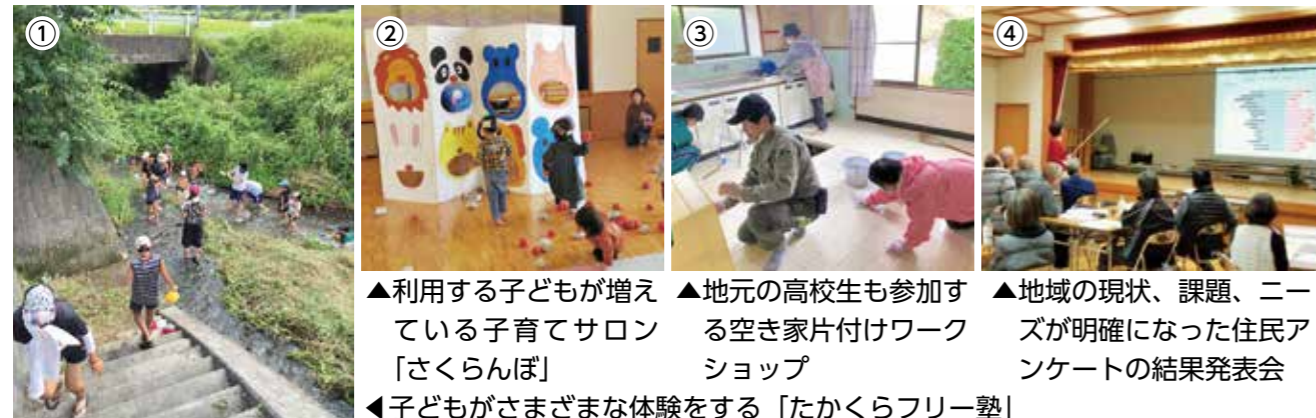 ①
②
③
④
▲利用する子どもが増え
ている子育てサロン
「さくらんぼ」
▲地元の高校生も参加す
る空き家片付けワーク
ショップ
▲地域の現状、課題、ニー
ズが明確になった住民ア
ンケートの結果発表会
◀子どもがさまざまな体験をする「たかくらフリー塾」